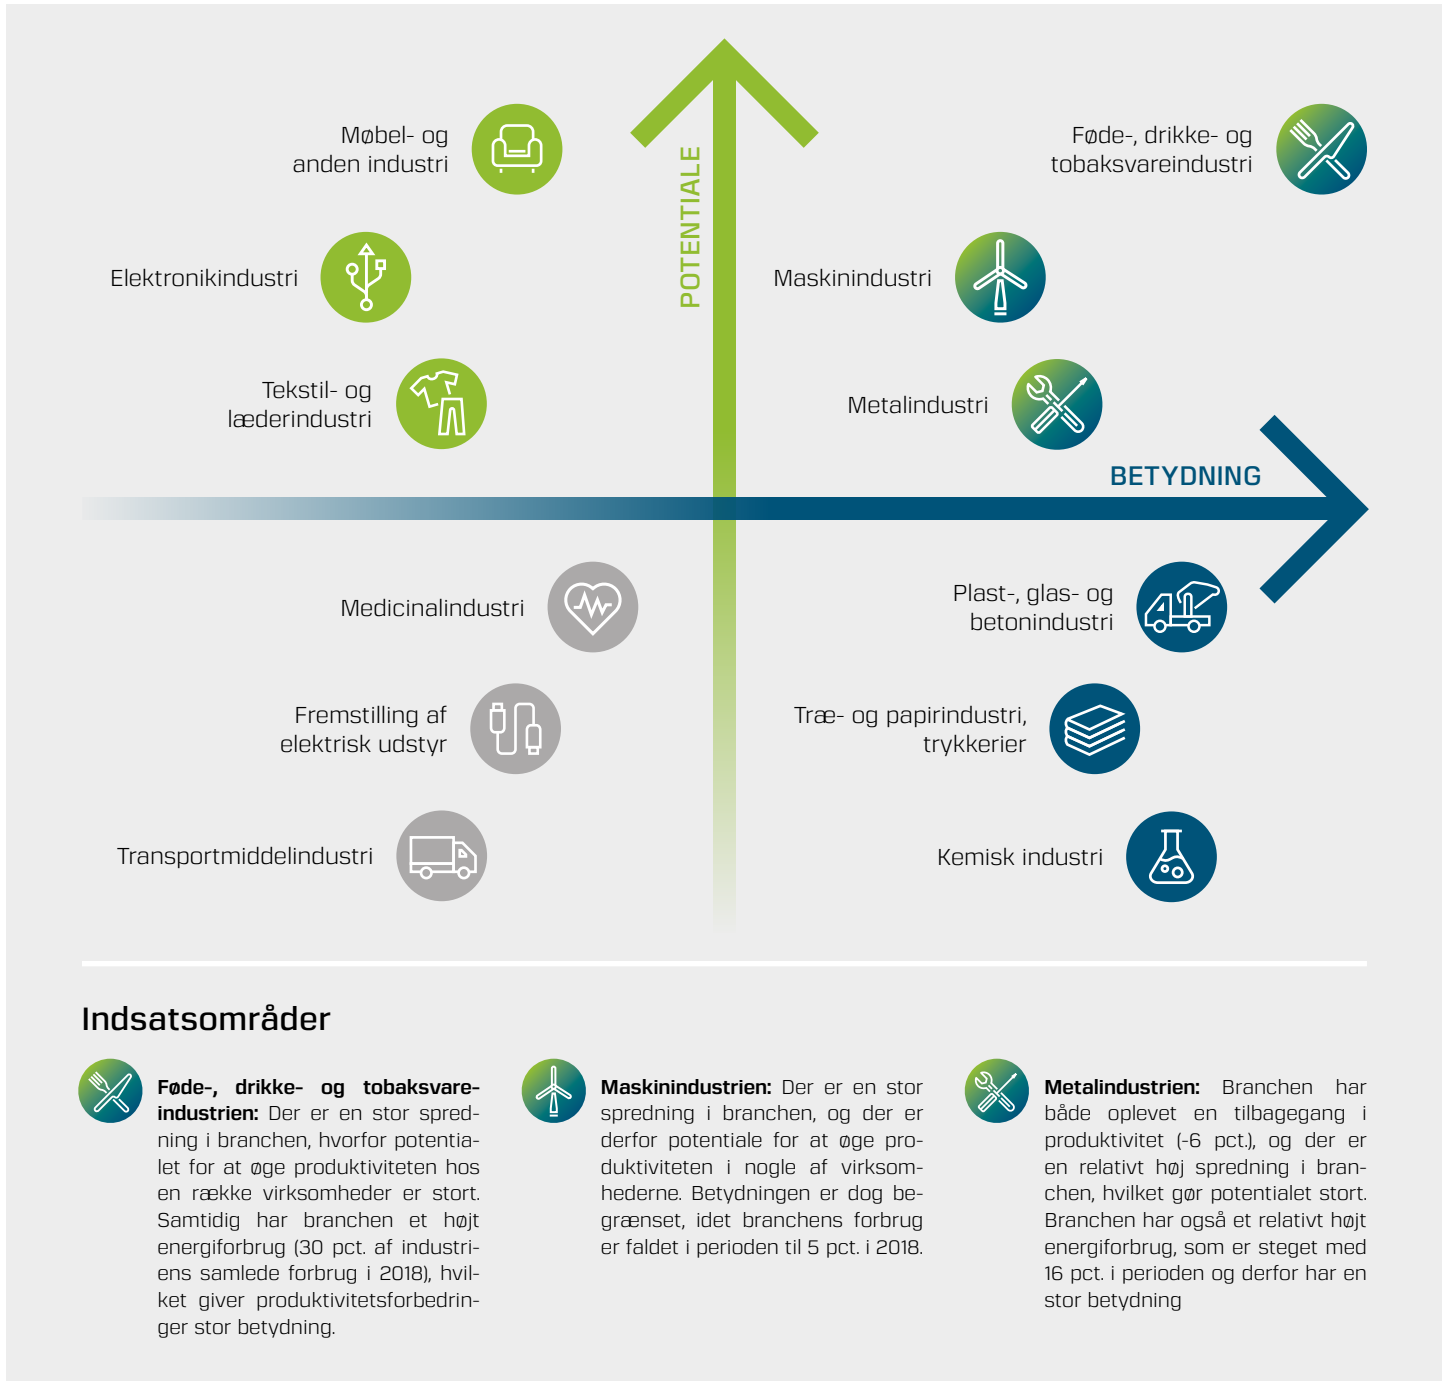 Møbel- og
anden industri
Elektronikindustri
Tekstil- og
læderindustri
POTENTIALE
Føde-, drikke- og
tobaksvareindustri
Maskinindustri
Metalindustri
BETYDNING
Medicinalindustri
Fremstilling af
elektrisk udstyr
Transportmiddelindustri
Plast-, glas- og
betonindustri
Træ- og papirindustri,
trykkerier
Kemisk industri
Indsatsområder
Føde-, drikke- og tobaksvare-
industrien: Der er en stor spred-
ning i branchen, hvorfor potentia-
let for at øge produktiviteten hos
en række virksomheder er stort.
Samtidig har branchen et højt
energiforbrug (30 pct. af industri-
ens samlede forbrug i 2018), hvil-
ket giver produktivitetsforbedrin-
ger stor betydning.
Maskinindustrien: Der er en stor
spredning i branchen, og der er
derfor potentiale for at øge pro-
duktiviteten i nogle af virksom-
hederne. Betydningen er dog be-
grænset, idet branchens forbrug
er faldet i perioden til 5 pct. i 2018.
Metalindustrien: Branchen har
både oplevet en tilbagegang i
produktivitet (-6 pct.), og der er
en relativt høj spredning i bran-
chen, hvilket gør potentialet stort.
Branchen har også et relativt højt
energiforbrug, som er steget med
16 pct. i perioden og derfor har en
stor betydning